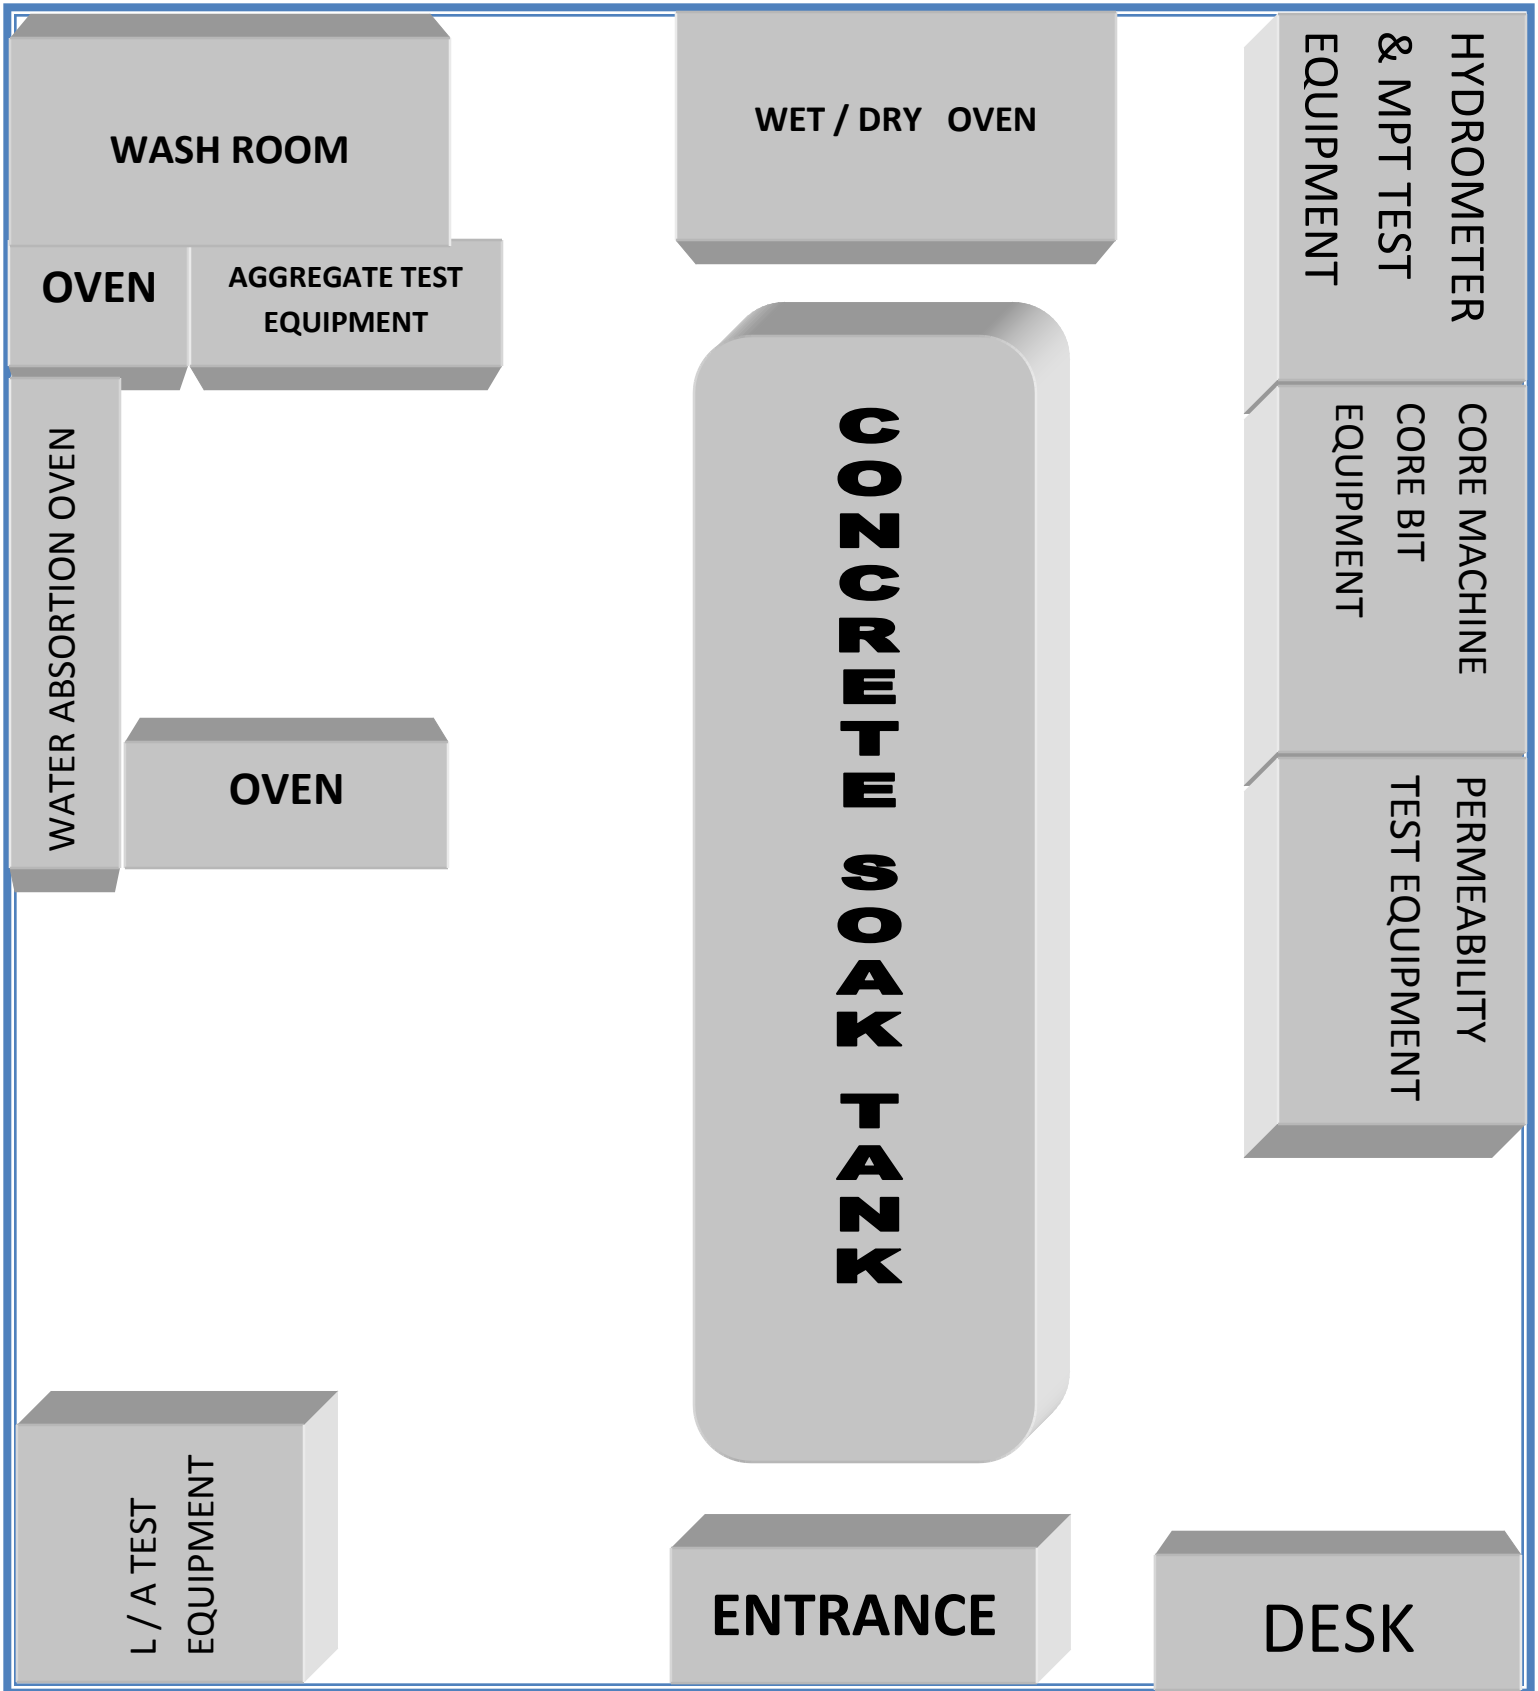 WASH ROOM
WET / DRY OVEN
HYDROMETER
& MPT TEST
EQUIPMENT
OVEN
AGGREGATE TEST
EQUIPMENT
WATER ABSORTION OVEN
OVEN
CONCRETE SOAK TANK
CORE MACHINE
CORE BIT
EQUIPMENT
PERMEABILITY
TEST EQUIPMENT
L / A TEST
EQUIPMENT
ENTRANCE
DESK